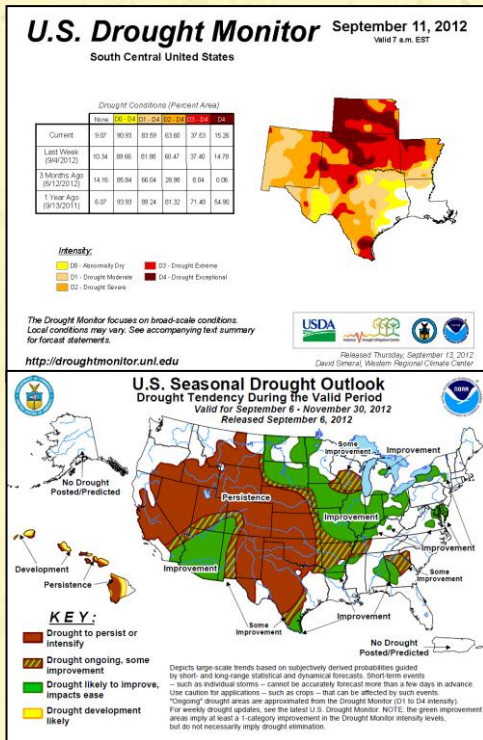 U.S. Drought Monitor
September 11, 2012
Valid 7 a.m. EST
South Central United States
Drought Conditions (Percent Area)
None D0-D4 D1-D4 D2-D4 D3-D4 D4
Current 9.07 90.93 83.59 63.60 37.53 15.26
Last Week (9/4/2012) 10.34 89.66 81.88 60.47 37.40 14.78
3 Months Ago (6/12/2012) 14.16 85.84 66.04 28.98 8.04 0.06
1 Year Ago (9/13/2011) 6.07 93.93 89.24 81.32 71.48 54.90
Intensity:
D0 - Abnormally Dry
D1 - Drought Moderate
D2 - Drought Severe
D3 - Drought Extreme
D4 - Drought Exceptional
The Drought Monitor focuses on broad-scale conditions.
Local conditions may vary. See accompanying text summary
for forecast statements.
http://droughtmonitor.unl.edu
USDA
Released Thursday, September 13, 2012
David Simeral, Western Regional Climate Center
U.S. Seasonal Drought Outlook
Drought Tendency During the Valid Period
Valid for September 6 - November 30, 2012
Released September 6, 2012
NOAA
No Drought
Posted/Predicted
Some
Improvement
Improvement
Persistence
Improvement
Improvement
Some
Improvement
Improvement
Development
Persistence
Some
Improvement
Improvement
No Drought
Posted/Predicted
KEY:
Drought to persist or
intensify
Drought ongoing, some
improvement
Drought likely to improve,
impacts ease
Drought development
likely
Depicts large-scale trends based on subjectively derived probabilities guided
by short- and long-range statistical and dynamical forecasts. Short-term events
-- such as individual storms -- cannot be accurately forecast more than a few days in advance.
Use caution for applications -- such as crops -- that can be affected by such events.
"Ongoing" drought areas are approximated from the Drought Monitor (D1 to D4 intensity).
For weekly drought updates, see the latest U.S. Drought Monitor. NOTE: the green improvement
areas imply at least a 1-category improvement in the Drought Monitor intensity levels,
but do not necessarily imply drought elimination.